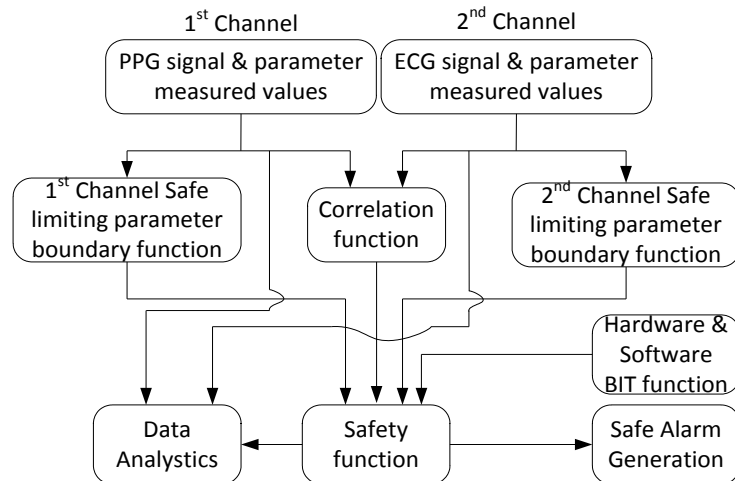 1st Channel
2nd Channel
PPG signal & parameter
measured values
ECG signal & parameter
measured values
1st Channel Safe
limiting parameter
boundary function
Correlation
function
2nd Channel Safe
limiting parameter
boundary function
Hardware &
Software
BIT function
Data
Analystics
Safety
function
Safe Alarm
Generation